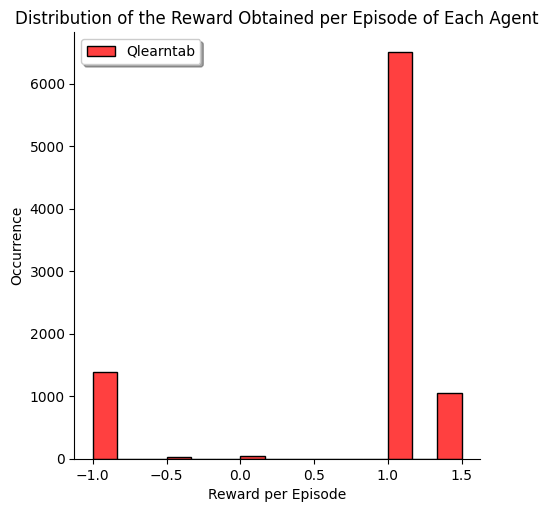 Distribution of the Reward Obtained per Episode of Each Agent
Qlearntab
6000
5000
4000
3000
2000
1000
0
Occurrence
−1.0 −0.5 0.0 0.5 1.0 1.5
Reward per Episode